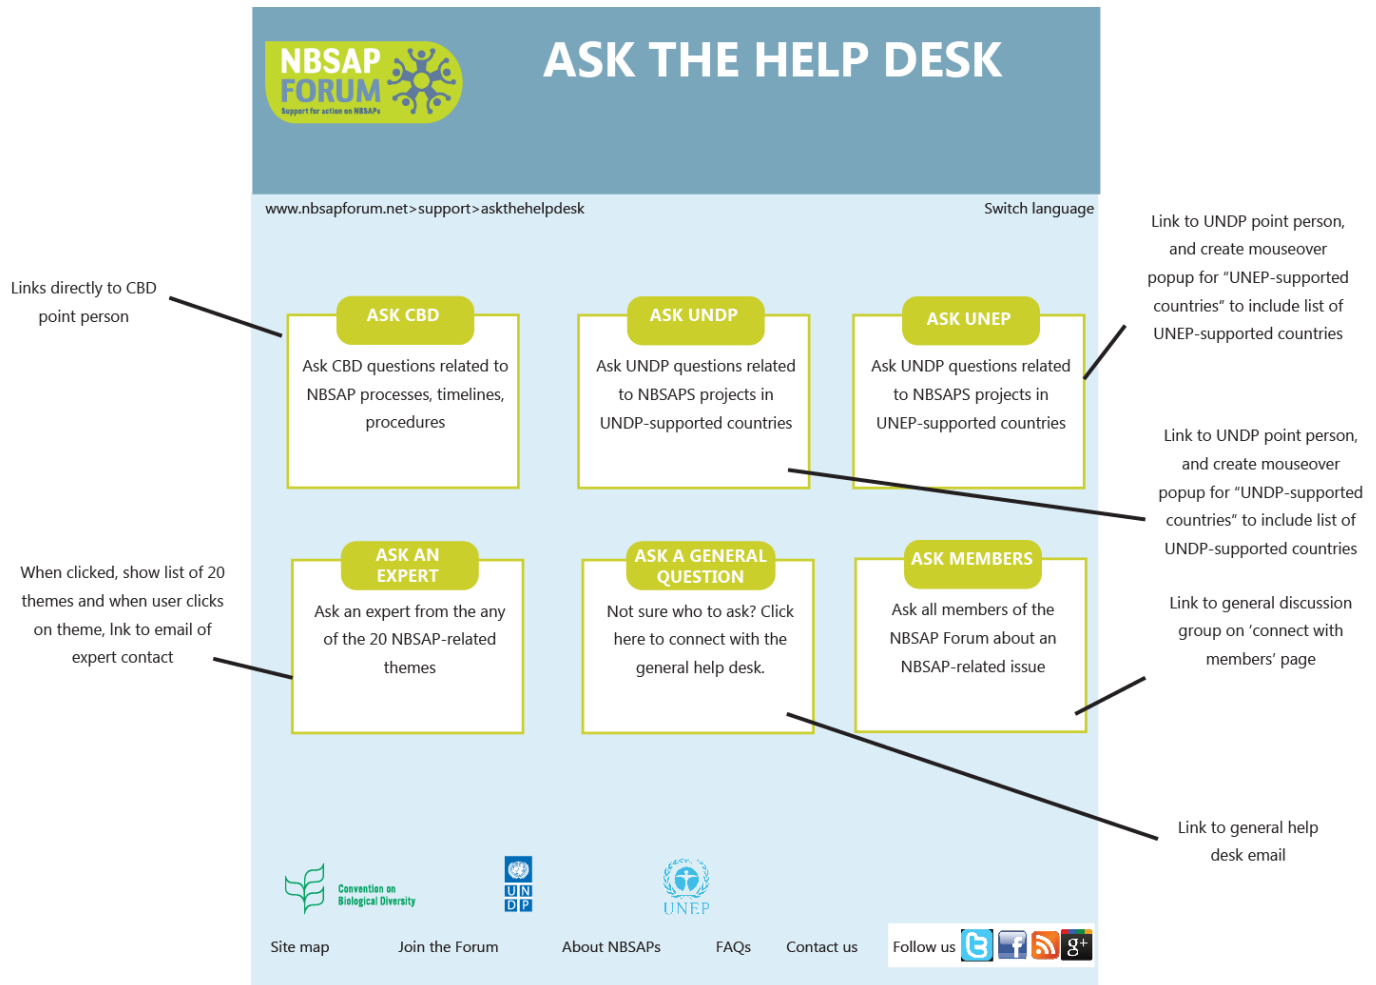 NBSAP
FORUM
Support for action on NBSAPs
ASK THE HELP DESK
www.nbsapforum.net>support>askthehelpdesk
Switch language
Links directly to CBD
point person
ASK CBD
Ask CBD questions related to
NBSAP processes, timelines,
procedures
ASK UNDP
Ask UNDP questions related
to NBSAPS projects in
UNDP-supported countries
ASK UNEP
Ask UNDP questions related
to NBSAPS projects in
UNEP-supported countries
Link to UNDP point person,
and create mouseover
popup for “UNEP-supported
countries” to include list of
UNEP-supported countries
Link to UNDP point person,
and create mouseover
popup for “UNDP-supported
countries” to include list of
UNDP-supported countries
When clicked, show list of 20
themes and when user clicks
on theme, lnk to email of
expert contact
ASK AN
EXPERT
Ask an expert from the any
of the 20 NBSAP-related
themes
ASK A GENERAL
QUESTION
Not sure who to ask? Click
here to connect with the
general help desk.
ASK MEMBERS
Ask all members of the
NBSAP Forum about an
NBSAP-related issue
Link to general discussion
group on ‘connect with
members’ page
Link to general help
desk email
Convention on
Biological Diversity
UN
DP
UNEP
Site map
Join the Forum
About NBSAPs
FAQs
Contact us
Follow us
g+